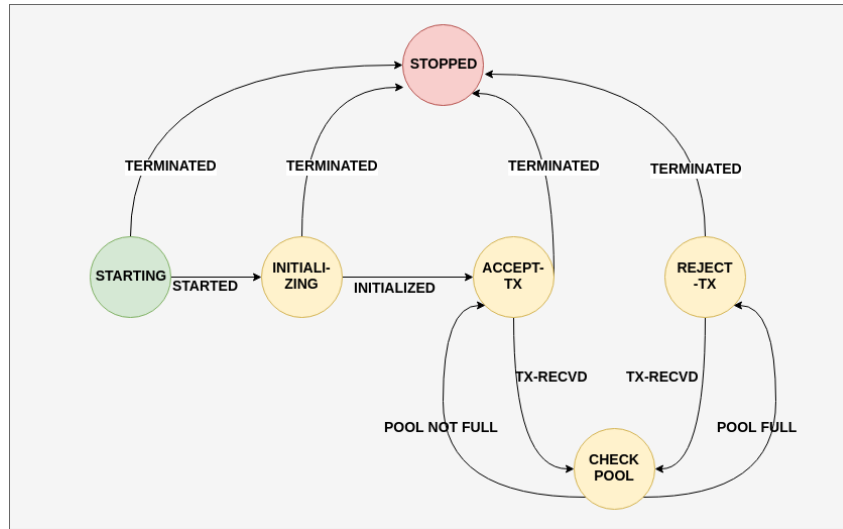 STOPPED
TERMINATED
TERMINATED
TERMINATED
TERMINATED
STARTING
STARTED
INITIALI-
ZING
INITIALIZED
ACCEPT-
TX
REJECT
-TX
TX-RECVD
TX-RECVD
POOL NOT FULL
POOL FULL
CHECK
POOL